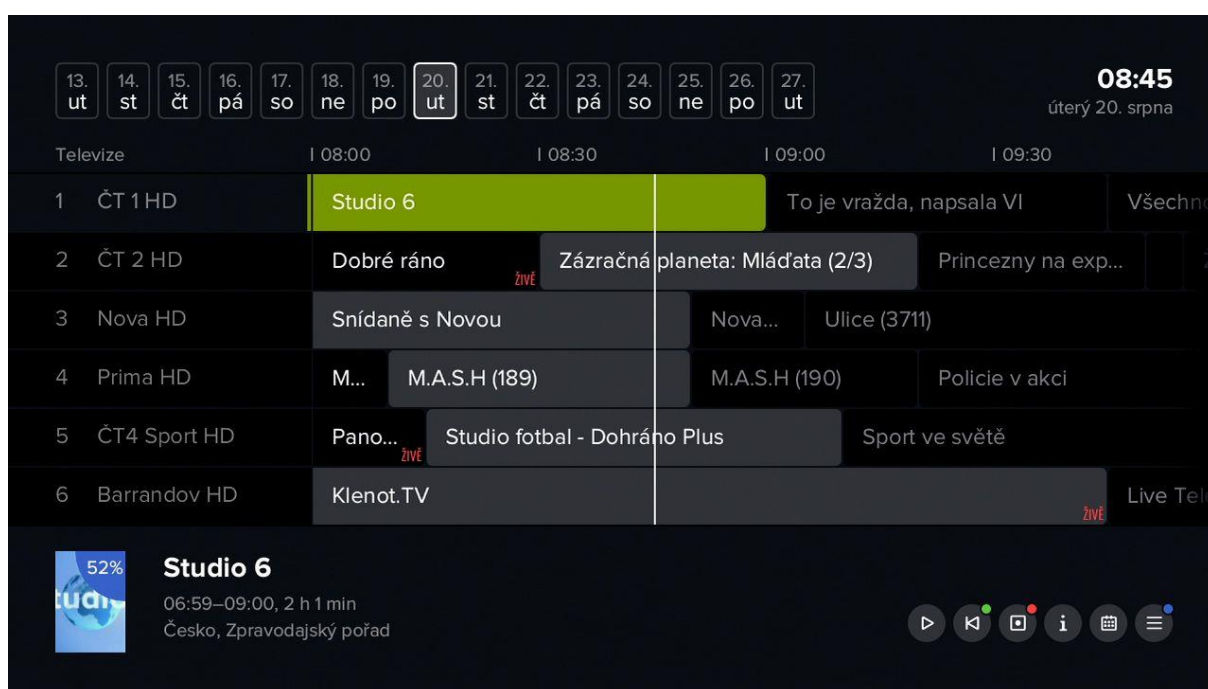 13. 14. 15. 16. 17. 18. 19. 20. 21. 22. 23. 24. 25. 26. 27.
ut st čt pá so ne po ut st čt pá so ne po ut
08:45
úterý 20. srpna
Televize 08:00 08:30 09:00 09:30
1 ČT 1 HD Studio 6 To je vražda, napsala VI Všechno
2 ČT 2 HD Dobré ráno ŽIVĚ Zázračná planeta: Mláďata (2/3) Princezny na exp...
3 Nova HD Snídaně s Novou Nova... Ulice (3711)
4 Prima HD M... M.A.S.H (189) M.A.S.H (190) Policie v akci
5 ČT4 Sport HD Pano... ŽIVĚ Studio fotbal - Dohráno Plus Sport ve světě
6 Barrandov HD Klenot.TV ŽIVĚ Live Tel
52%
tudio
Studio 6
06:59–09:00, 2 h 1 min
Česko, Zpravodajský pořad